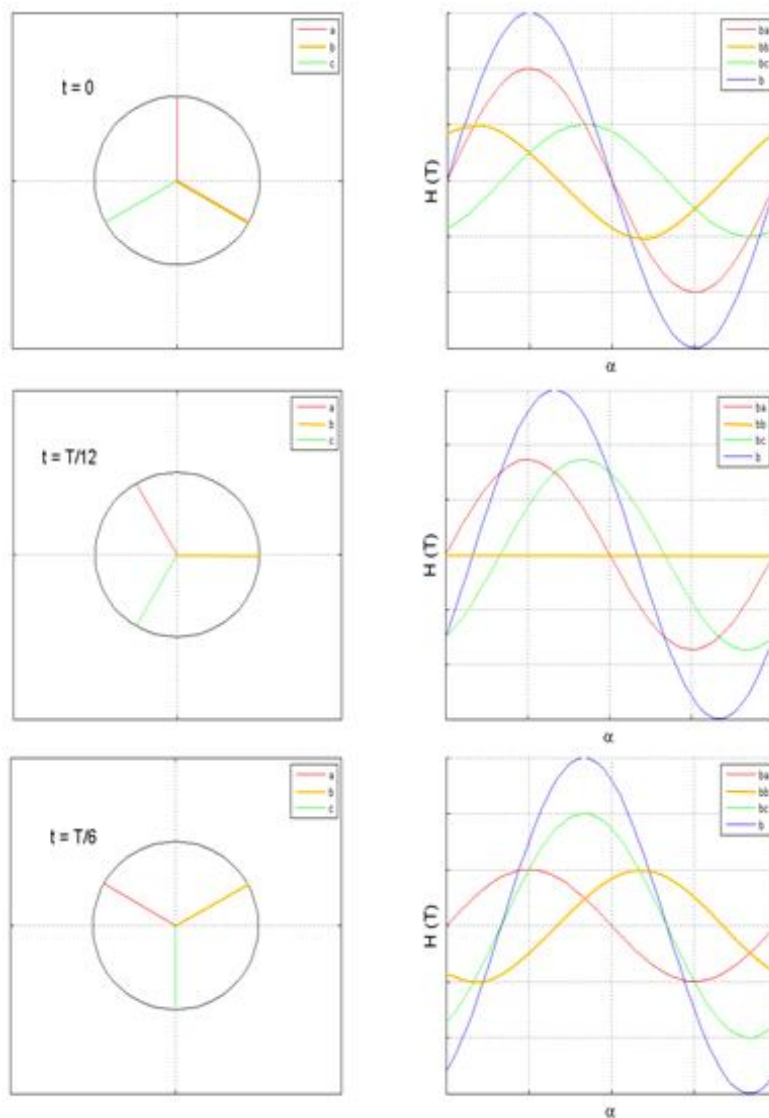 a
b
c
t = 0
ba
bb
bc
b
H (T)
α
a
b
c
t = T/12
ba
bb
bc
b
H (T)
α
a
b
c
t = T/6
ba
bb
bc
b
H (T)
α